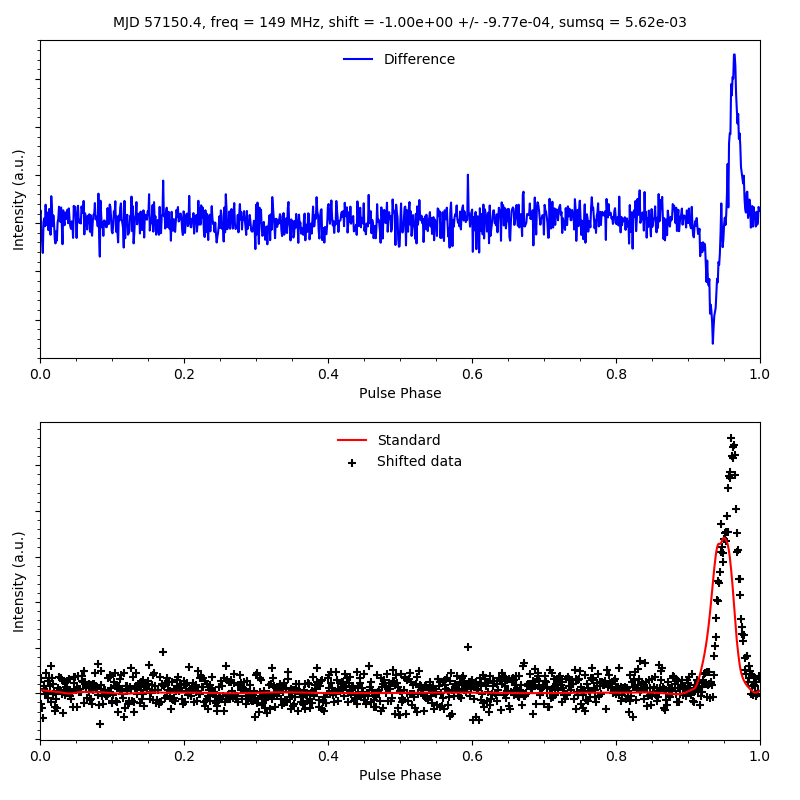 MJD 57150.4, freq = 149 MHz, shift = -1.00e+00 +/- -9.77e-04, sumsq = 5.62e-03
Difference
Intensity (a.u.)
0.0 0.2 0.4 0.6 0.8 1.0
Pulse Phase
Standard
Shifted data
Intensity (a.u.)
0.0 0.2 0.4 0.6 0.8 1.0
Pulse Phase